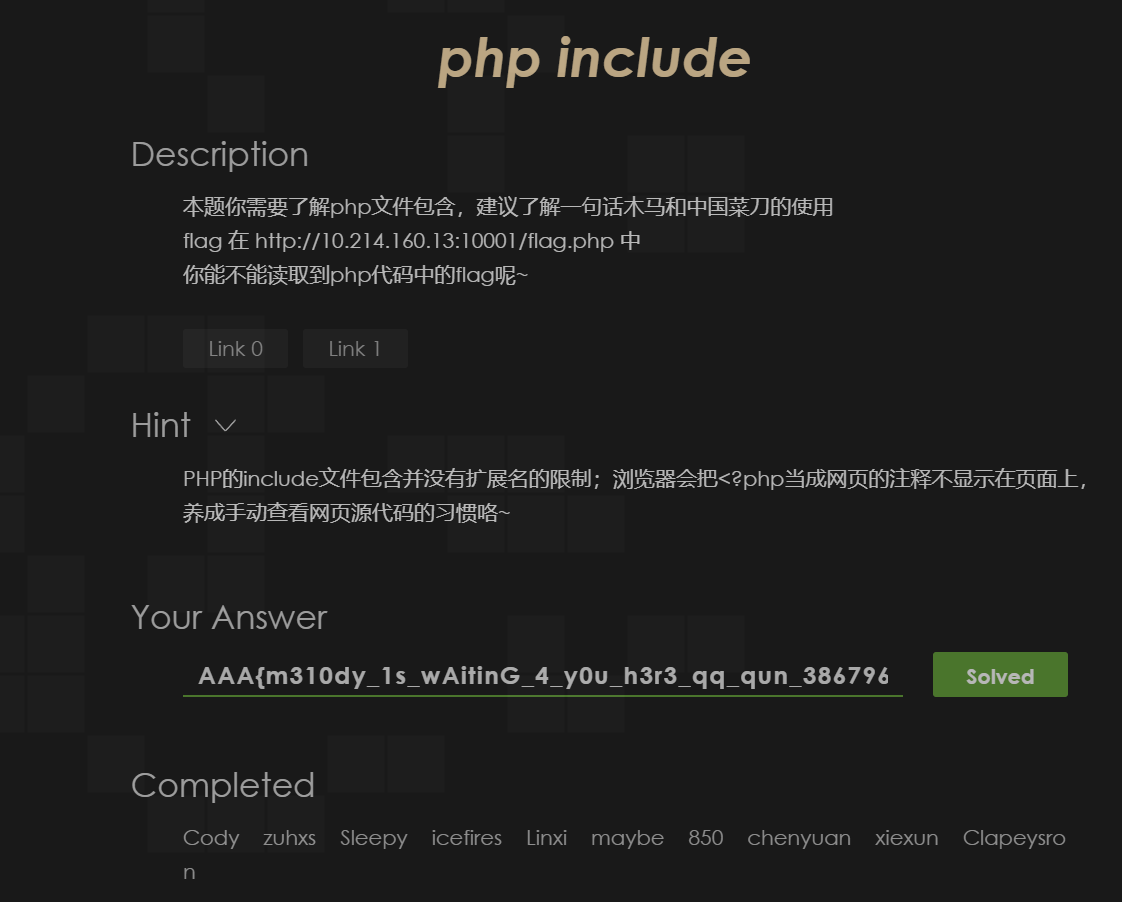 php include
Description
本题你需要了解php文件包含，建议了解一句话木马和中国菜刀的使用
flag 在 http://10.214.160.13:10001/flag.php 中
你能不能读取到php代码中的flag呢~
Link 0 Link 1
Hint
PHP的include文件包含并没有扩展名的限制；浏览器会把<?php当成网页的注释不显示在页面上，
养成手动查看网页源代码的习惯咯~
Your Answer
AAA{m310dy_1s_wAitinG_4_y0u_h3r3_qq_qun_386796
Solved
Completed
Cody zuhxs Sleepy icefires Linxi maybe 850 chenyuan xiexun Clapeysro
n